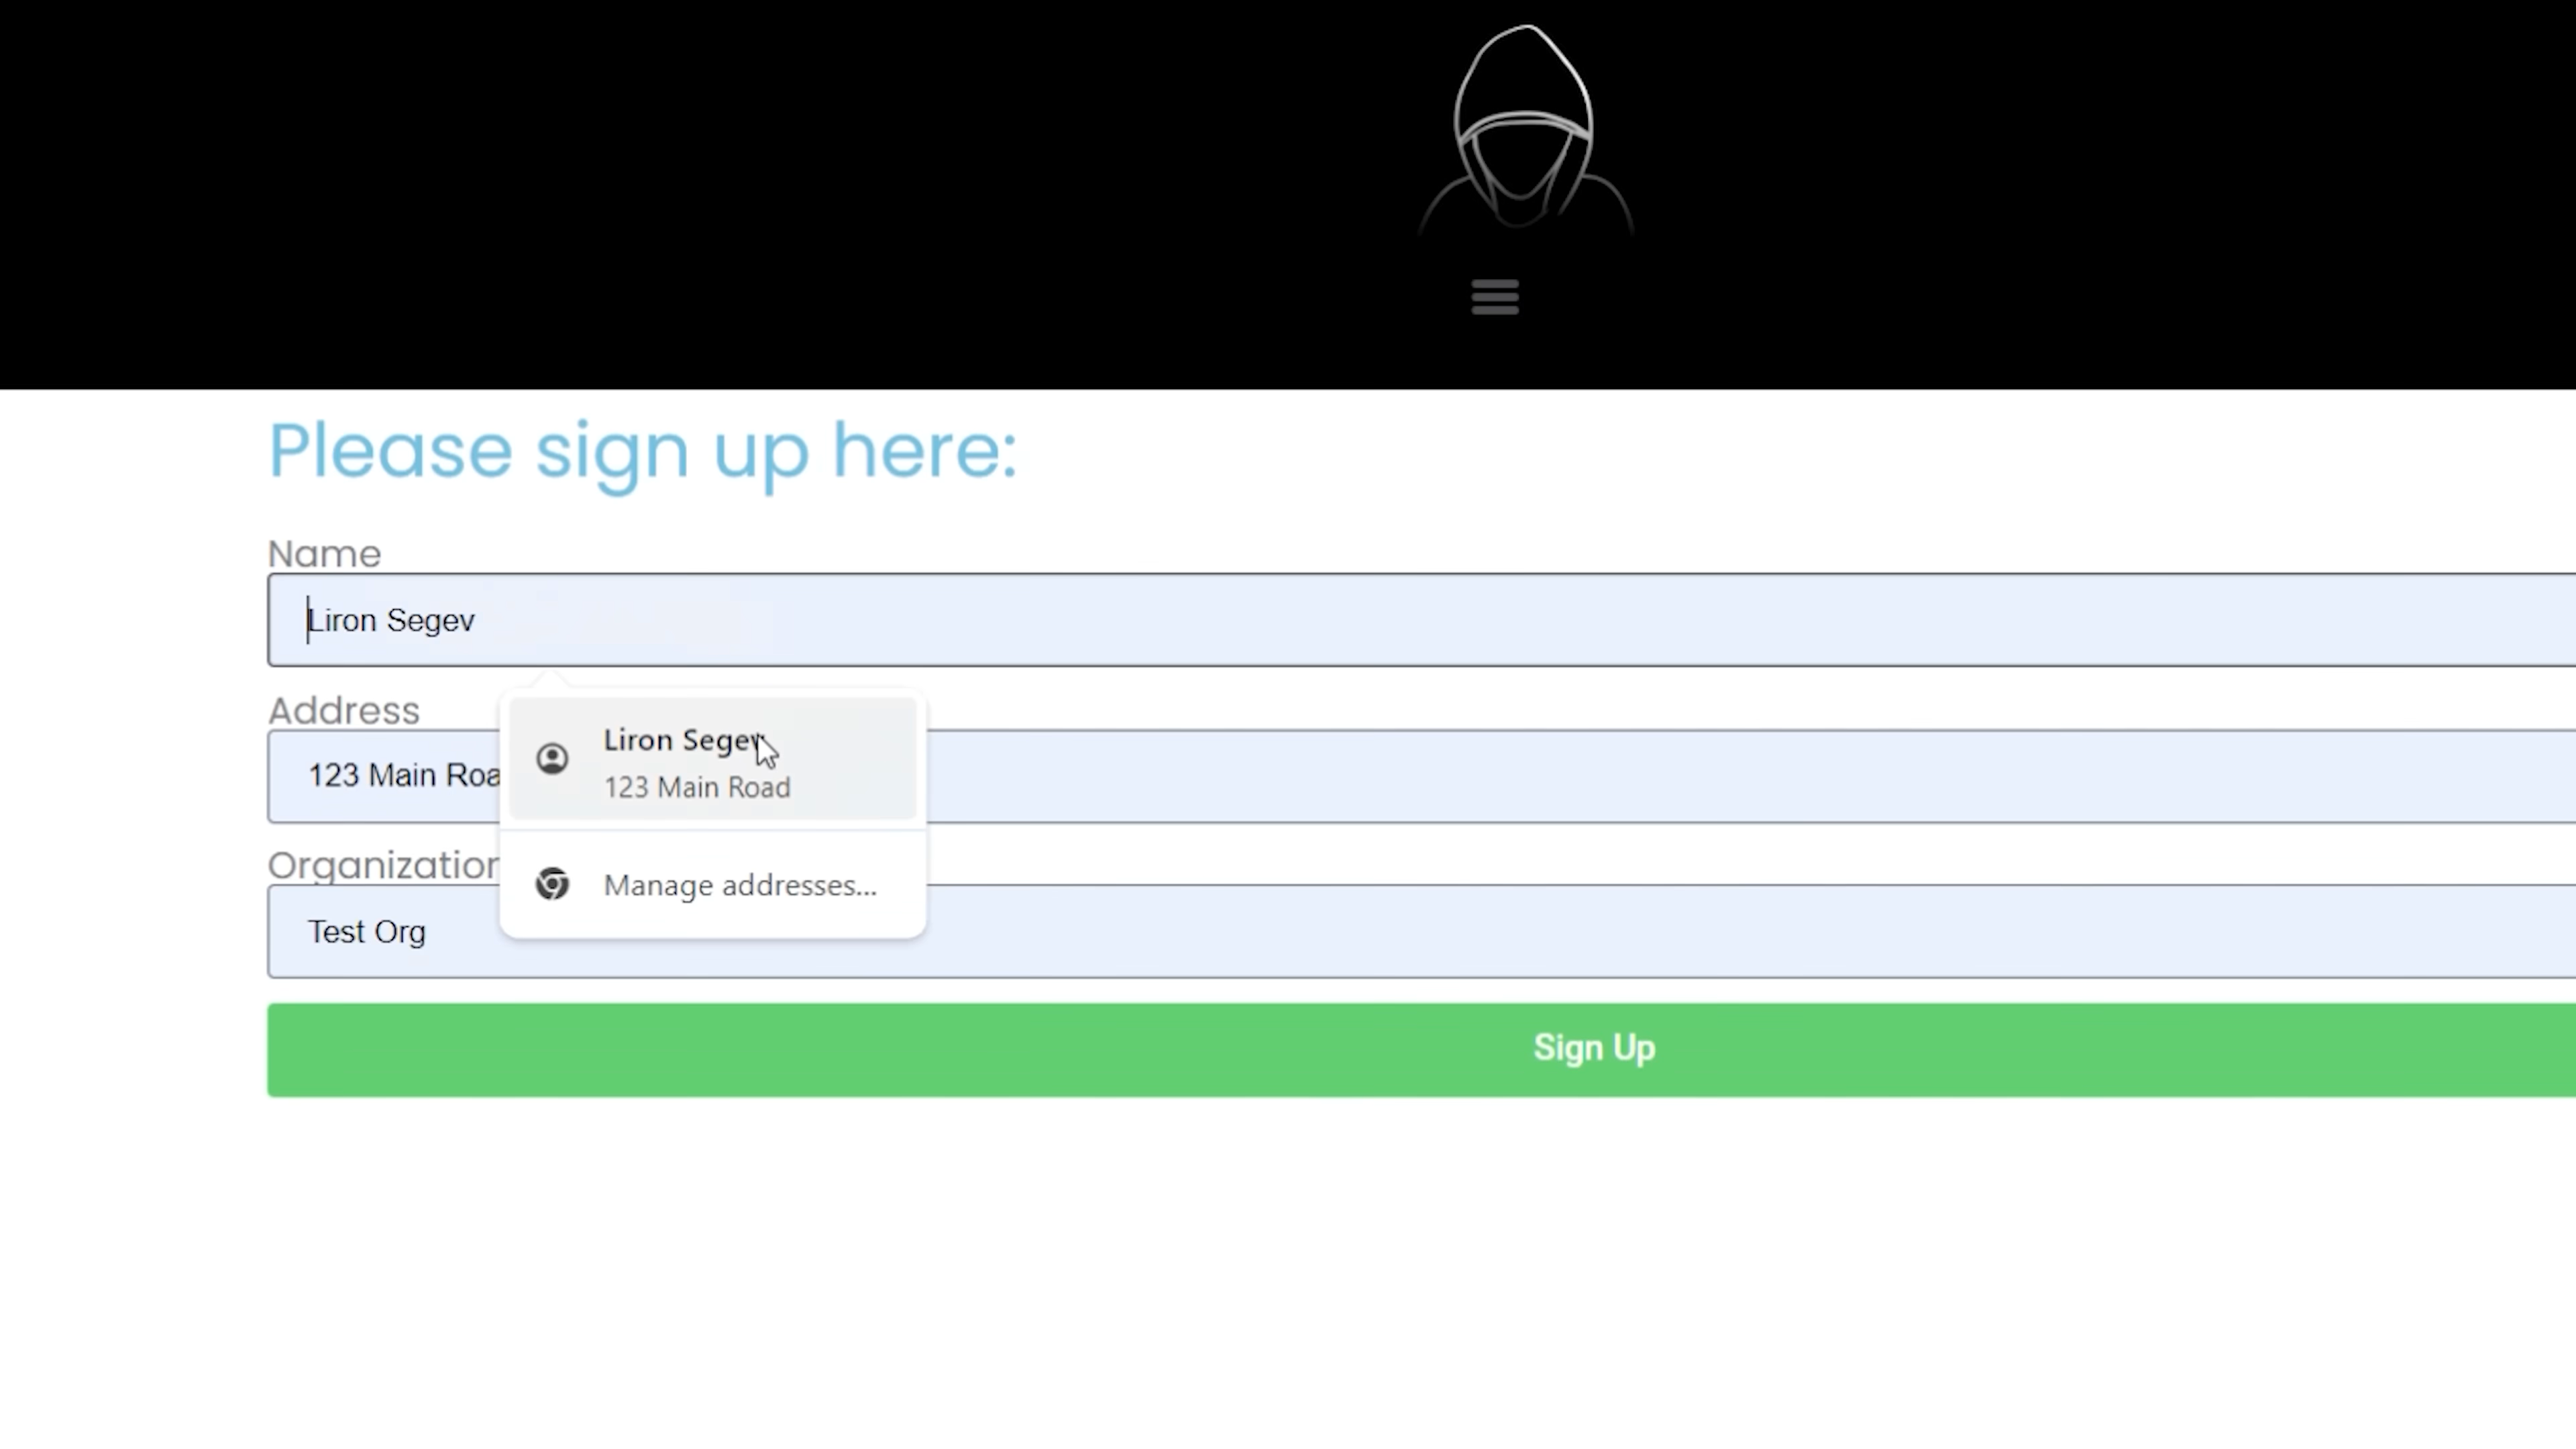 Please sign up here:
Name
Liron Segev
Address
123 Main Roa
Liron Segev
123 Main Road
Organization
Manage addresses...
Test Org
Sign Up